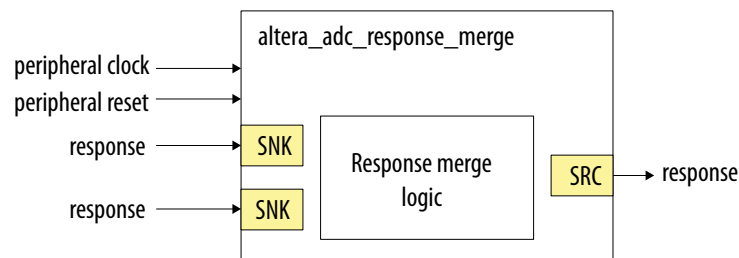 altera_adc_response_merge
peripheral clock
peripheral reset
response
SNK
Response merge
logic
SRC
response
response
SNK